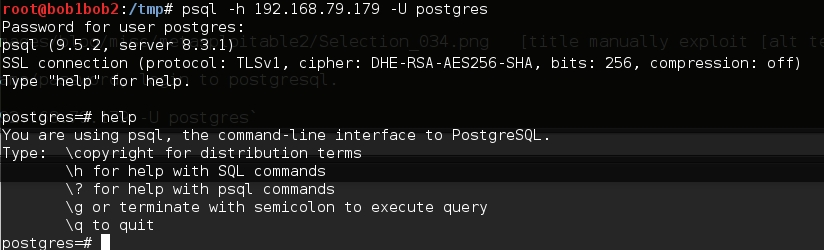 root@bob1bob2:/tmp# psql -h 192.168.79.179 -U postgres
Password for user postgres:
psql (9.5.2, server 8.3.1)
SSL connection (protocol: TLSv1, cipher: DHE-RSA-AES256-SHA, bits: 256, compression: off)
Type "help" for help.
postgres=# help
You are using psql, the command-line interface to PostgreSQL.
Type:  \copyright for distribution terms
       \h for help with SQL commands
       \? for help with psql commands
       \g or terminate with semicolon to execute query
       \q to quit
postgres=#